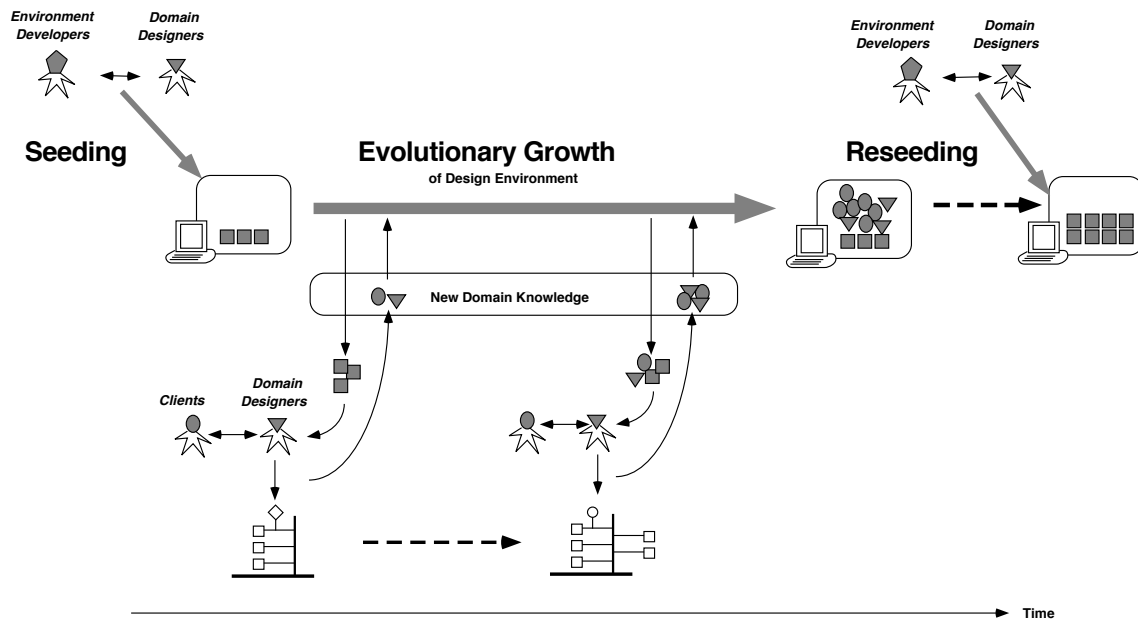 Environment
Developers
Domain
Designers
Environment
Developers
Domain
Designers
Seeding
Evolutionary Growth
of Design Environment
Reseeding
New Domain Knowledge
Clients
Domain
Designers
Time